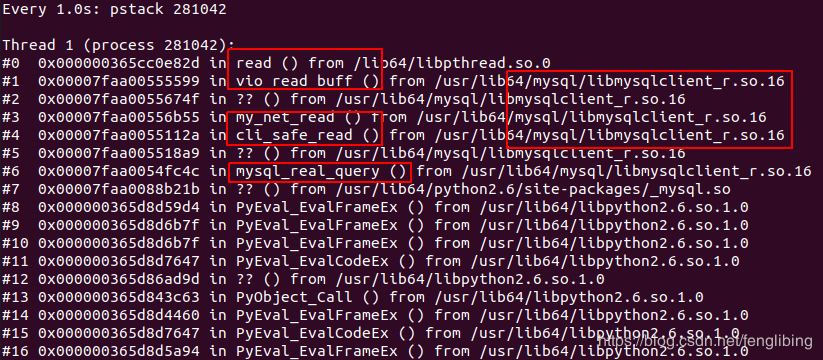 Every 1.0s: pstack 281042
Thread 1 (process 281042):
#0 0x000000365cc0e82d in read () from /lib64/libpthread.so.0
#1 0x00007faa00555599 in vio_read_buff () from /usr/lib64/mysql/libmysqlclient_r.so.16
#2 0x00007faa0055674f in ?? () from /usr/lib64/mysql/libmysqlclient_r.so.16
#3 0x00007faa00556b55 in my_net_read () from /usr/lib64/mysql/libmysqlclient_r.so.16
#4 0x00007faa0055112a in cli_safe_read () from /usr/lib64/mysql/libmysqlclient_r.so.16
#5 0x00007faa005518a9 in ?? () from /usr/lib64/mysql/libmysqlclient_r.so.16
#6 0x00007faa0054fc4c in mysql_real_query () from /usr/lib64/mysql/libmysqlclient_r.so.16
#7 0x00007faa0088b21b in ?? () from /usr/lib64/python2.6/site-packages/_mysql.so
#8 0x000000365d8d59d4 in PyEval_EvalFrameEx () from /usr/lib64/libpython2.6.so.1.0
#9 0x000000365d8d6b7f in PyEval_EvalFrameEx () from /usr/lib64/libpython2.6.so.1.0
#10 0x000000365d8d6b7f in PyEval_EvalFrameEx () from /usr/lib64/libpython2.6.so.1.0
#11 0x000000365d8d7647 in PyEval_EvalCodeEx () from /usr/lib64/libpython2.6.so.1.0
#12 0x000000365d86ad9d in ?? () from /usr/lib64/libpython2.6.so.1.0
#13 0x000000365d843c63 in PyObject_Call () from /usr/lib64/libpython2.6.so.1.0
#14 0x000000365d8d4460 in PyEval_EvalFrameEx () from /usr/lib64/libpython2.6.so.1.0
#15 0x000000365d8d7647 in PyEval_EvalCodeEx () from /usr/lib64/libpython2.6.so.1.0
#16 0x000000365d8d5a94 in PyEval_EvalFrameEx () from /usr/lib64/libpython2.6.so.1.0
https://blog.csdn.net/fenglibing